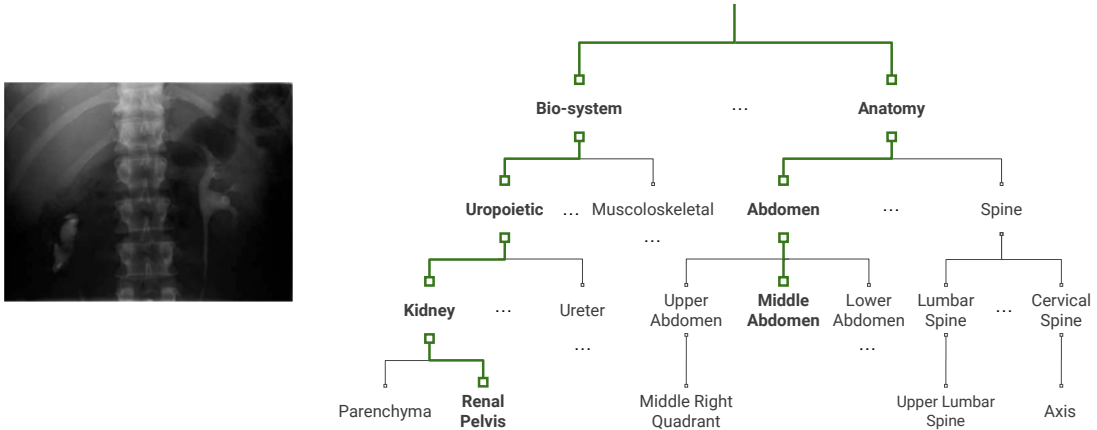 Bio-system
...
Anatomy
Uropoietic
...
Muscoloskeletal
Abdomen
...
Spine
...
Kidney
...
Ureter
Upper
Abdomen
Middle
Abdomen
Lower
Abdomen
Lumbar
Spine
...
Cervical
Spine
...
...
Parenchyma
Renal
Pelvis
Middle Right
Quadrant
Upper Lumbar
Spine
Axis